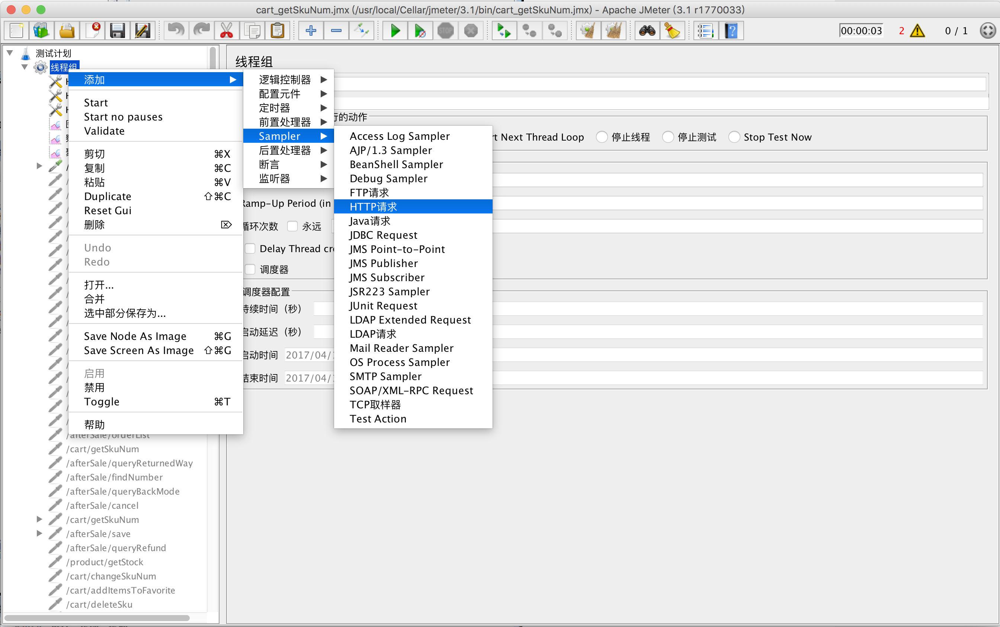 cart_getSkuNum.jmx (/usr/local/Cellar/jmeter/3.1/bin/cart_getSkuNum.jmx) - Apache JMeter (3.1 r1770033)
STOP
00:00:03
2
0 / 1
测试计划
线程组
添加
Start
Start no pauses
Validate
剪切 ⌘X
复制 ⌘C
粘贴 ⌘V
Duplicate ⇧⌘C
Reset Gui
删除 ⌦
Undo
Redo
打开...
合并
选中部分保存为...
Save Node As Image ⌘G
Save Screen As Image ⇧⌘G
启用
禁用
Toggle ⌘T
帮助
/afterSale/orderList
/cart/getSkuNum
/afterSale/queryReturnedWay
/afterSale/findNumber
/afterSale/queryBackMode
/afterSale/cancel
/cart/getSkuNum
/afterSale/save
/afterSale/queryRefund
/product/getStock
/cart/changeSkuNum
/cart/addItemsToFavorite
/cart/deleteSku
逻辑控制器
配置元件
定时器
前置处理器
Sampler
后置处理器
断言
监听器
Access Log Sampler
AJP/1.3 Sampler
BeanShell Sampler
Debug Sampler
FTP请求
HTTP请求
Java请求
JDBC Request
JMS Point-to-Point
JMS Publisher
JMS Subscriber
JSR223 Sampler
JUnit Request
LDAP Extended Request
LDAP请求
Mail Reader Sampler
OS Process Sampler
SMTP Sampler
SOAP/XML-RPC Request
TCP取样器
Test Action
线程组
的动作
Next Thread Loop 停止线程 停止测试 Stop Test Now
Ramp-Up Period (in
循环次数 永远
Delay Thread
调度器
调度器配置
持续时间（秒）
启动延迟（秒）
启动时间 2017/04/
结束时间 2017/04/